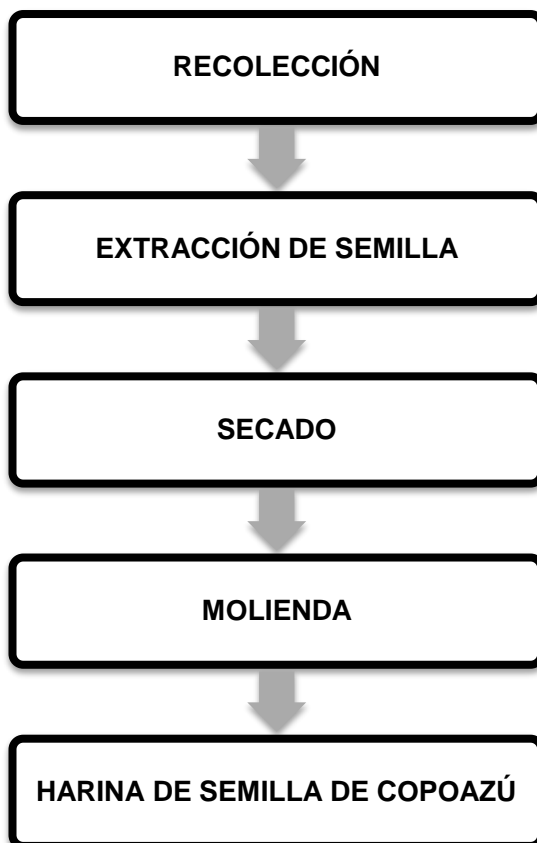 RECOLECCIÓN
EXTRACCIÓN DE SEMILLA
SECADO
MOLIENDA
HARINA DE SEMILLA DE COPOAZÚ